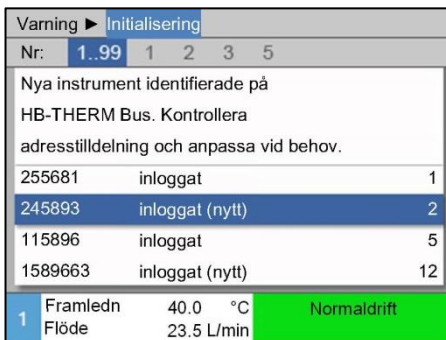 Varning ► Initialisering
Nr: 1..99 1 2 3 5
Nya instrument identifierade på
HB-THERM Bus. Kontrollera
adresstilldelning och anpassa vid behov.
255681 inloggat 1
245893 inloggat (nytt) 2
115896 inloggat 5
1589663 inloggat (nytt) 12
1 Framledn 40.0 °C Normaldrift
Flöde 23.5 L/min